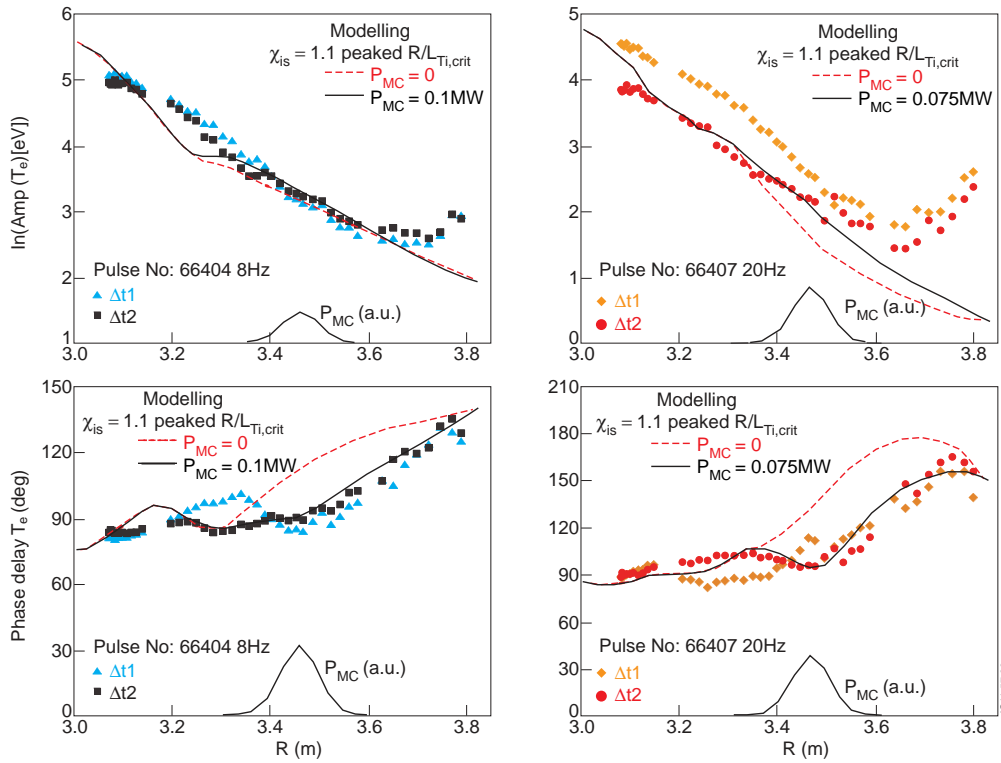 Modelling
χis = 1.1 peaked R/LTi,crit
PMC = 0
PMC = 0.1MW
ln(Amp (Te)[eV])
6
5
4
3
2
1
Pulse No: 66404 8Hz
Δt1
Δt2
PMC (a.u.)
3.0
3.2
3.4
3.6
3.8
Modelling
χis = 1.1 peaked R/LTi,crit
PMC = 0
PMC = 0.075MW
5
4
3
2
1
0
Pulse No: 66407 20Hz
Δt1
Δt2
PMC (a.u.)
3.0
3.2
3.4
3.6
3.8
Modelling
χis = 1.1 peaked R/LTi,crit
PMC = 0
PMC = 0.1MW
Phase delay Te (deg)
150
120
90
60
30
0
Pulse No: 66404 8Hz
Δt1
Δt2
PMC (a.u.)
3.0
3.2
3.4
3.6
3.8
R (m)
Modelling
χis = 1.1 peaked R/LTi,crit
PMC = 0
PMC = 0.075MW
210
180
150
120
90
60
30
0
Pulse No: 66407 20Hz
Δt1
Δt2
PMC (a.u.)
3.0
3.2
3.4
3.6
3.8
R (m)